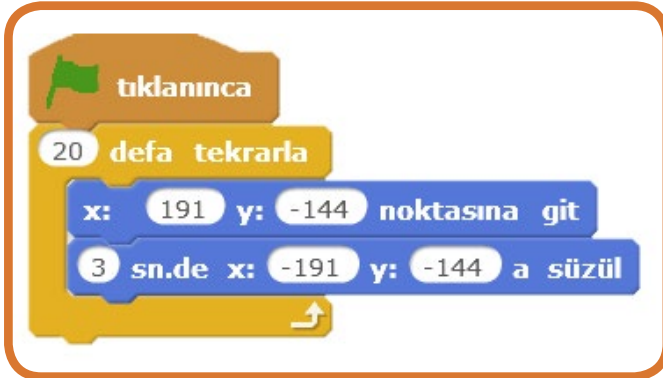 tıklanınca
20 defa tekrarla
x: 191 y: -144 noktasına git
3 sn.de x: -191 y: -144 a süzül